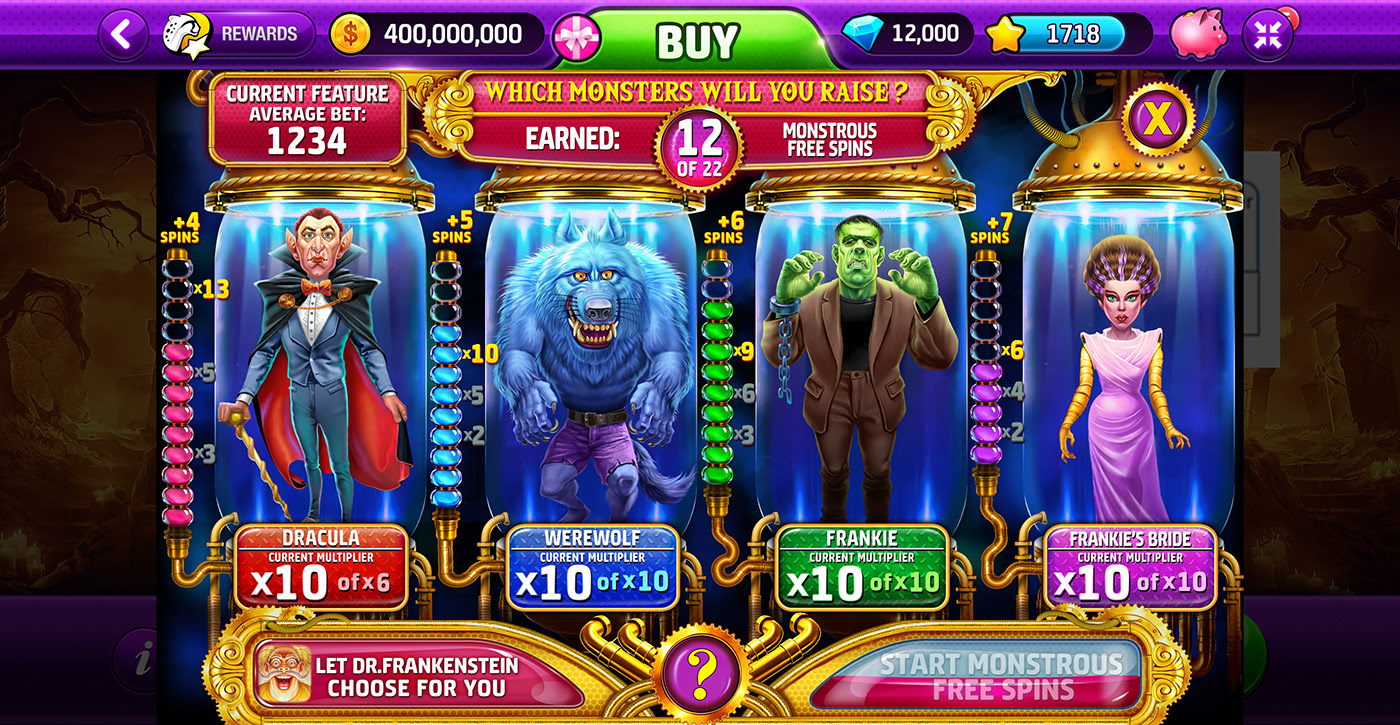 REWARDS
400,000,000
BUY
12,000
1718
CURRENT FEATURE
AVERAGE BET:
1234
WHICH MONSTERS WILL YOU RAISE?
EARNED:
12
OF 22
MONSTROUS
FREE SPINS
X
+4
SPINS
x13
x5
x3
+5
SPINS
x10
x5
x2
+6
SPINS
x9
x6
x3
+7
SPINS
x6
x4
x2
DRACULA
CURRENT MULTIPLIER
x10 of x6
WEREWOLF
CURRENT MULTIPLIER
x10 of x10
FRANKIE
CURRENT MULTIPLIER
x10 of x10
FRANKIE'S BRIDE
CURRENT MULTIPLIER
x10 of x10
i
LET DR.FRANKENSTEIN
CHOOSE FOR YOU
?
START MONSTROUS
FREE SPINS